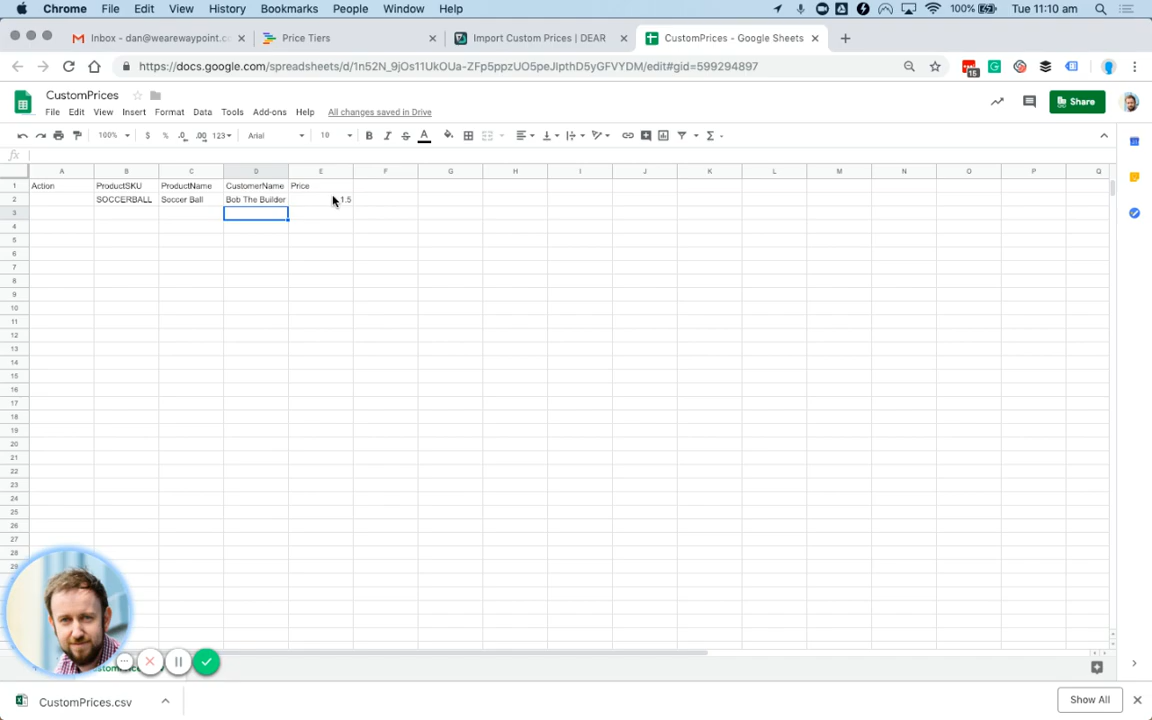 Chrome File Edit View History Bookmarks People Window Help 100% Tue 11:10 am
Inbox - dan@wearewaypoint.c
Price Tiers
Import Custom Prices | DEAR
CustomPrices - Google Sheets
https://docs.google.com/spreadsheets/d/1n52N_9jOs11UkOUa-ZFp5ppzUO5peJIpthD5yGFVYDM/edit#gid=599294897
15
CustomPrices
File Edit View Insert Format Data Tools Add-ons Help All changes saved in Drive
Share
100% $ % .0 .00 123 Arial 10 B I S A
fx
A B C D E F G H I J K L M N O P Q
1 Action ProductSKU ProductName CustomerName Price
2 SOCCERBALL Soccer Ball Bob The Builder 1.5
3
4
5
6
7
8
9
10
11
12
13
14
15
16
17
18
19
20
21
22
23
24
25
26
27
28
29
CustomPrices.csv
Show All